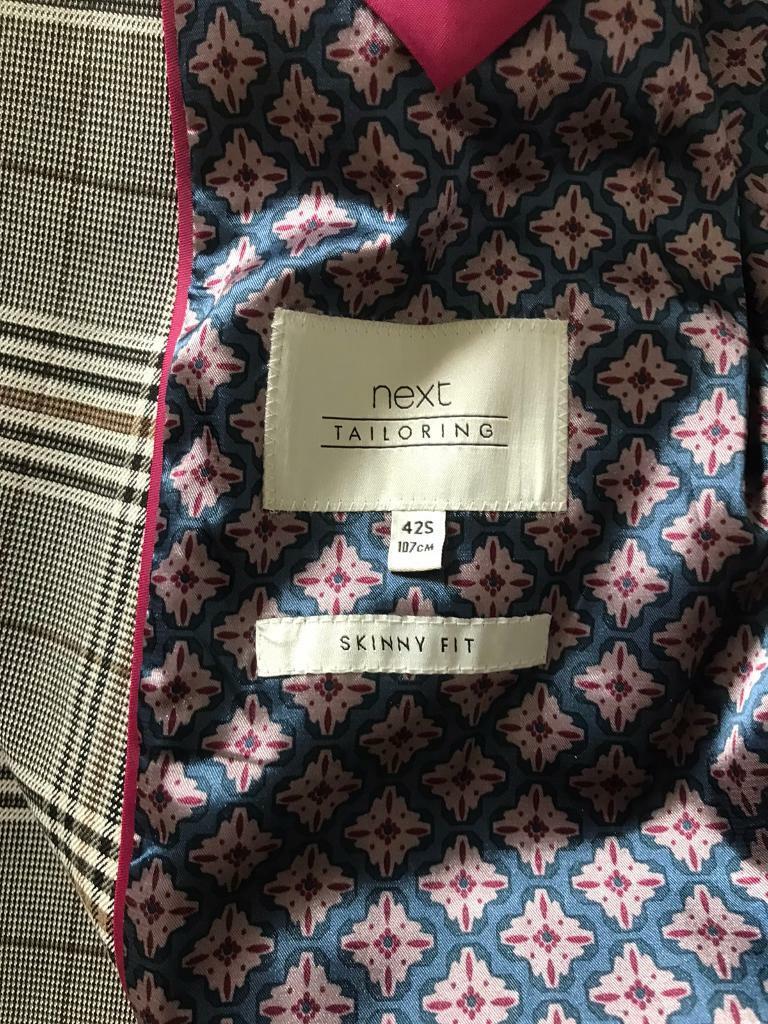 next
TAILORING
42S
107CM
SKINNY FIT